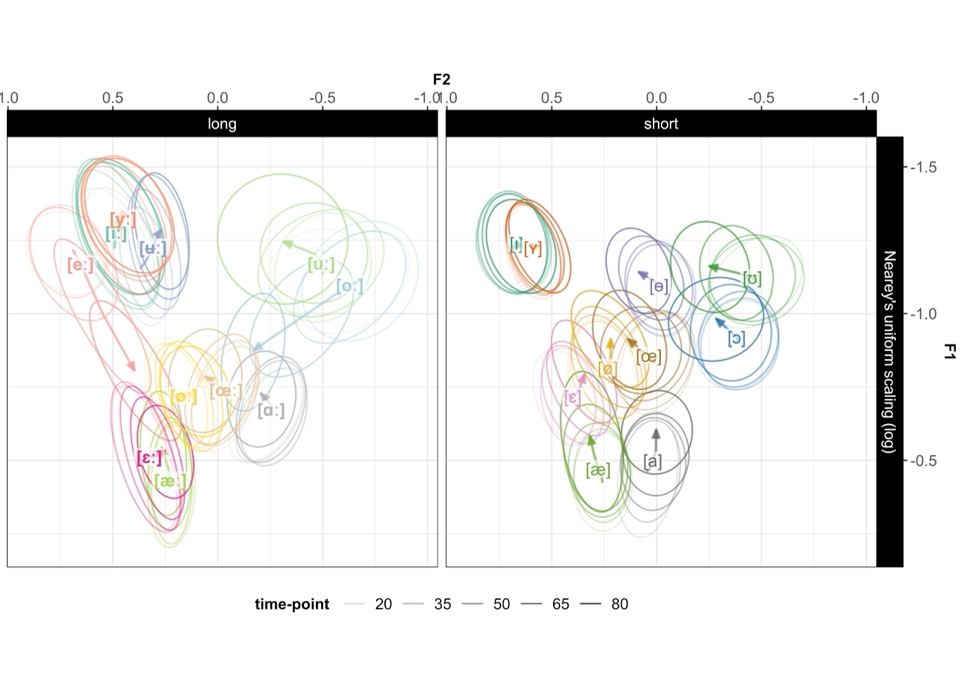 F2
1.0 0.5 0.0 -0.5 -1.0 1.0 0.5 0.0 -0.5 -1.0
long short
[yː]
[iː]
[ʉː]
[eː]
[uː]
[oː]
[øː]
[œː]
[ɑː]
[ɛː]
[æː]
[ɪ] [ʏ]
[ɵ]
[ʊ]
[ɔ]
[ø]
[œ]
[ɛ]
[æ]
[a]
-1.5
-1.0
-0.5
Nearey's uniform scaling (log)
F1
time-point 20 35 50 65 80